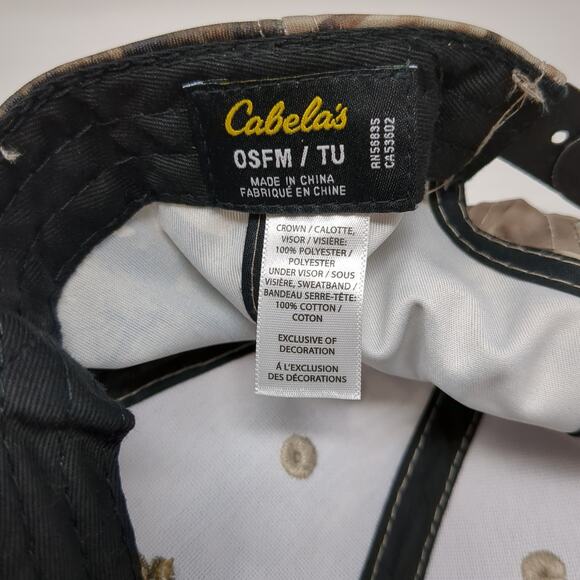 Cabela's
OSFM / TU
MADE IN CHINA
FABRIQUÉ EN CHINE
RN56835
CA53602
CROWN / CALOTTE,
VISOR / VISIÈRE:
100% POLYESTER /
POLYESTER
UNDER VISOR / SOUS
VISIÈRE, SWEATBAND /
BANDEAU SERRE-TÊTE:
100% COTTON /
COTON
EXCLUSIVE OF
DECORATION
Á L'EXCLUSION
DES DÉCORATIONS